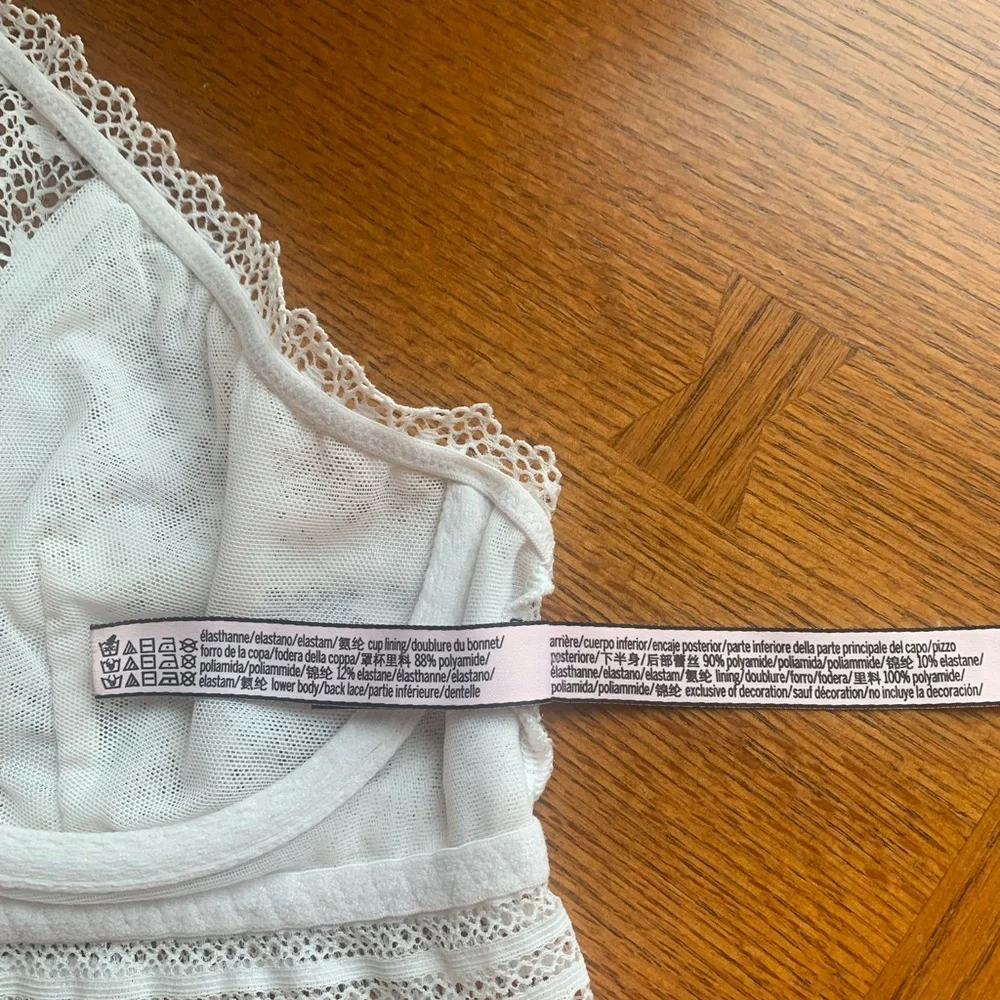 élasthanne/elastano/elastam/氨纶 cup lining/doublure du bonnet/
forro de la copa/fodera della coppa/罩杯里料 88% polyamide/
poliamida/poliammide/锦纶 12% elastane/élasthanne/elastano/
elastam/氨纶 lower body/back lace/partie inférieure/dentelle
arrière/cuerpo inferior/encaje posterior/parte inferiore della parte principale del capo/pizzo
posteriore/下半身/后部蕾丝 90% polyamide/poliamida/poliammide/锦纶 10% elastane/
élasthanne/elastano/elastam/氨纶 lining/doublure/forro/fodera/里料 100% polyamide/
poliamida/poliammide/锦纶 exclusive of decoration/sauf décoration/no incluye la decoración/